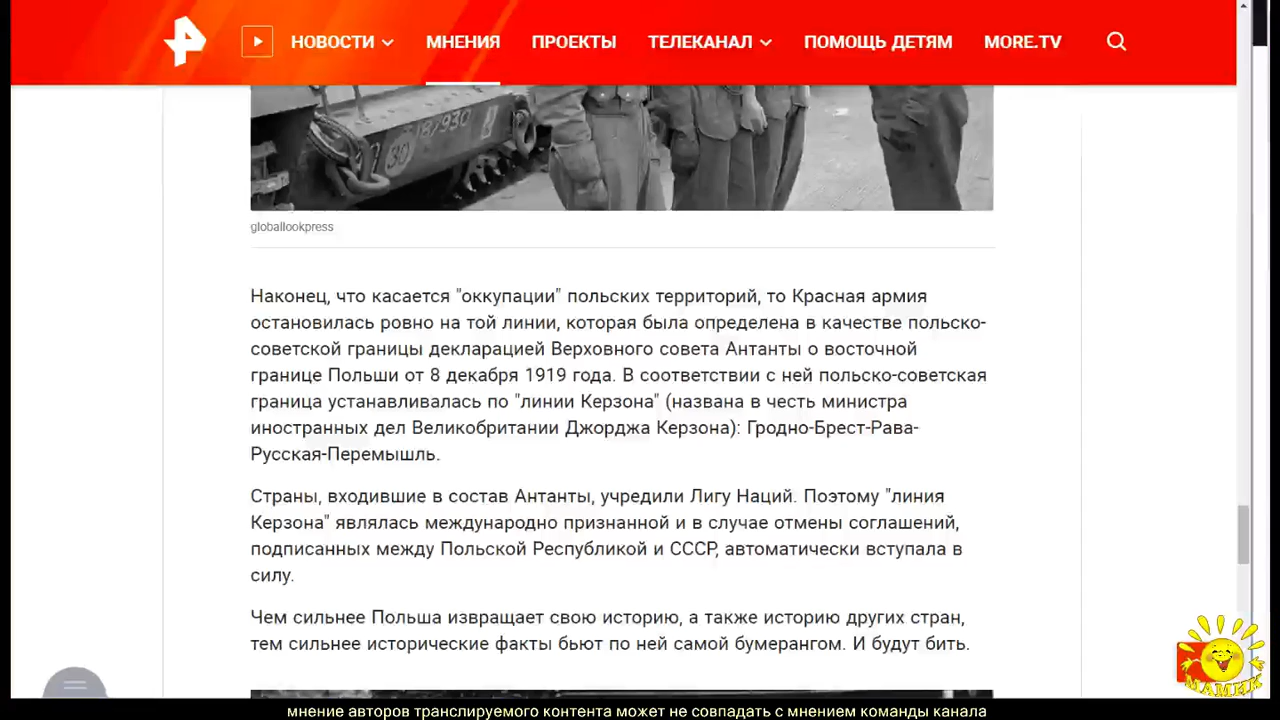 НОВОСТИ
МНЕНИЯ
ПРОЕКТЫ
ТЕЛЕКАНАЛ
ПОМОЩЬ ДЕТЯМ
MORE.TV
18/930
30
globallookpress
Наконец, что касается "оккупации" польских территорий, то Красная армия
остановилась ровно на той линии, которая была определена в качестве польско-
советской границы декларацией Верховного совета Антанты о восточной
границе Польши от 8 декабря 1919 года. В соответствии с ней польско-советская
граница устанавливалась по "линии Керзона" (названа в честь министра
иностранных дел Великобритании Джорджа Керзона): Гродно-Брест-Рава-
Русская-Перемышль.
Страны, входившие в состав Антанты, учредили Лигу Наций. Поэтому "линия
Керзона" являлась международно признанной и в случае отмены соглашений,
подписанных между Польской Республикой и СССР, автоматически вступала в
силу.
Чем сильнее Польша извращает свою историю, а также историю других стран,
тем сильнее исторические факты бьют по ней самой бумерангом. И будут бить.
МАМИК
мнение авторов транслируемого контента может не совпадать с мнением команды канала